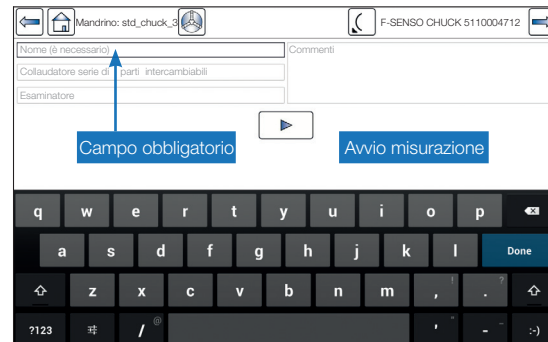 Mandrino: std_chuck_3
F-SENSO CHUCK 5110004712
Nome (è necessario)
Commenti
Collaudatore serie di parti intercambiabili
Esaminatore
Campo obbligatorio
Avvio misurazione
q w e r t y u i o p
a s d f g h j k l Done
z x c v b n m , ! . ?
?123 / @ ' " - _ :-)